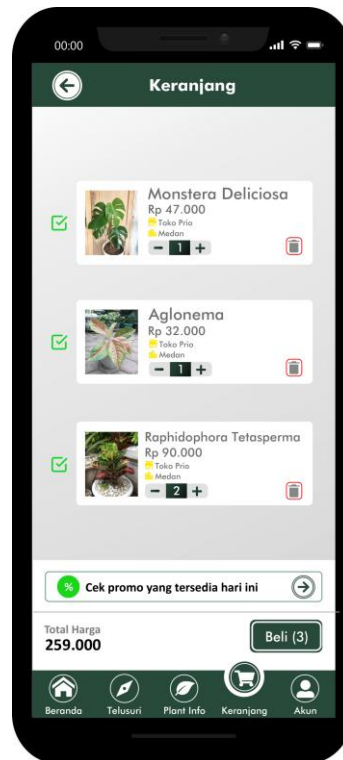 00:00
Keranjang
Monstera Deliciosa
Rp 47.000
Toko Prio
Medan
− 1 +
Aglonema
Rp 32.000
Toko Prio
Medan
− 1 +
Raphidophora Tetasperma
Rp 90.000
Toko Prio
Medan
− 2 +
% Cek promo yang tersedia hari ini
Total Harga
259.000
Beli (3)
Beranda Telusuri Plant Info Keranjang Akun